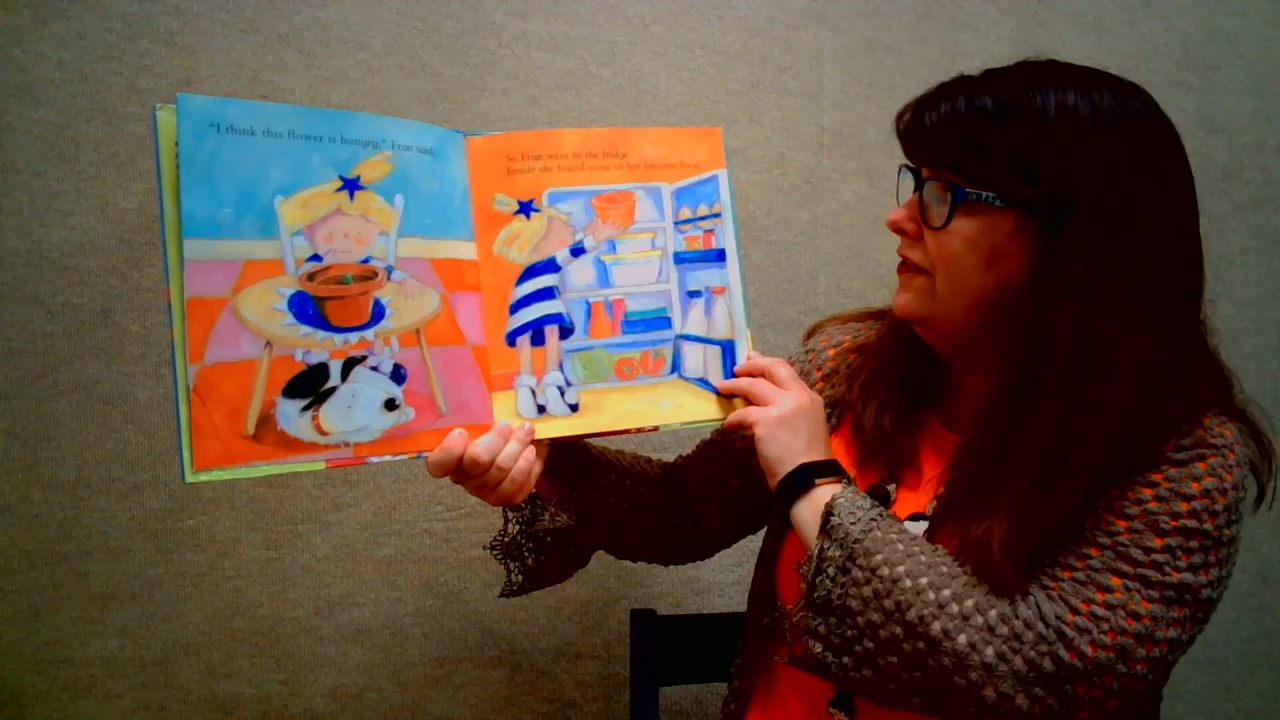 "I think this flower is hungry," Fran said.
So Fran went to the fridge.
Inside she found some of her favorite food.